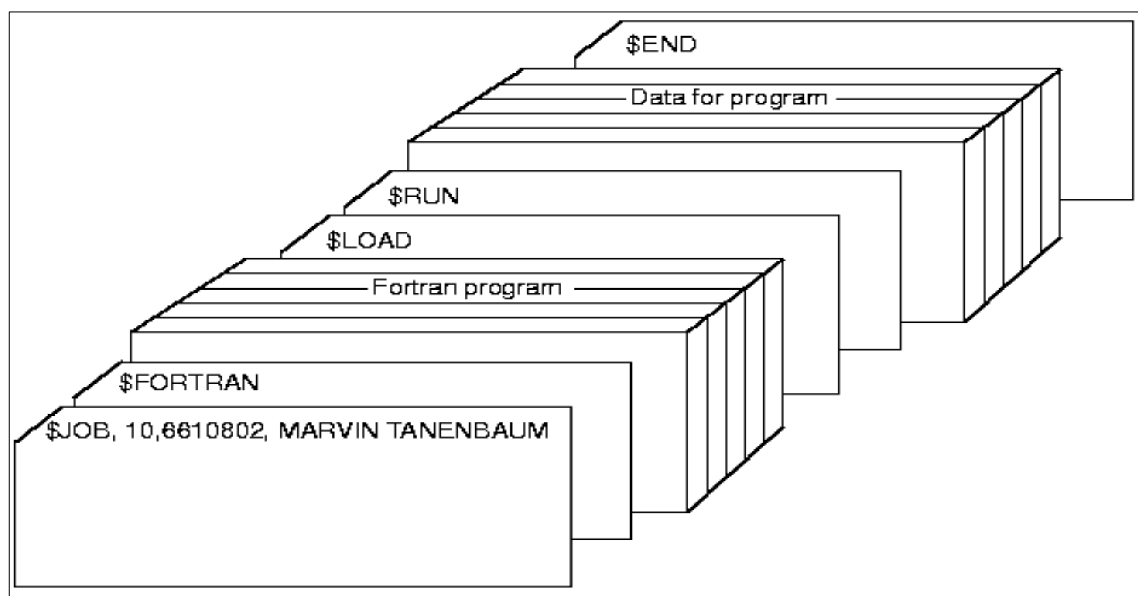 $END
Data for program
$RUN
$LOAD
Fortran program
$FORTRAN
$JOB, 10,6610802, MARVIN TANENBAUM